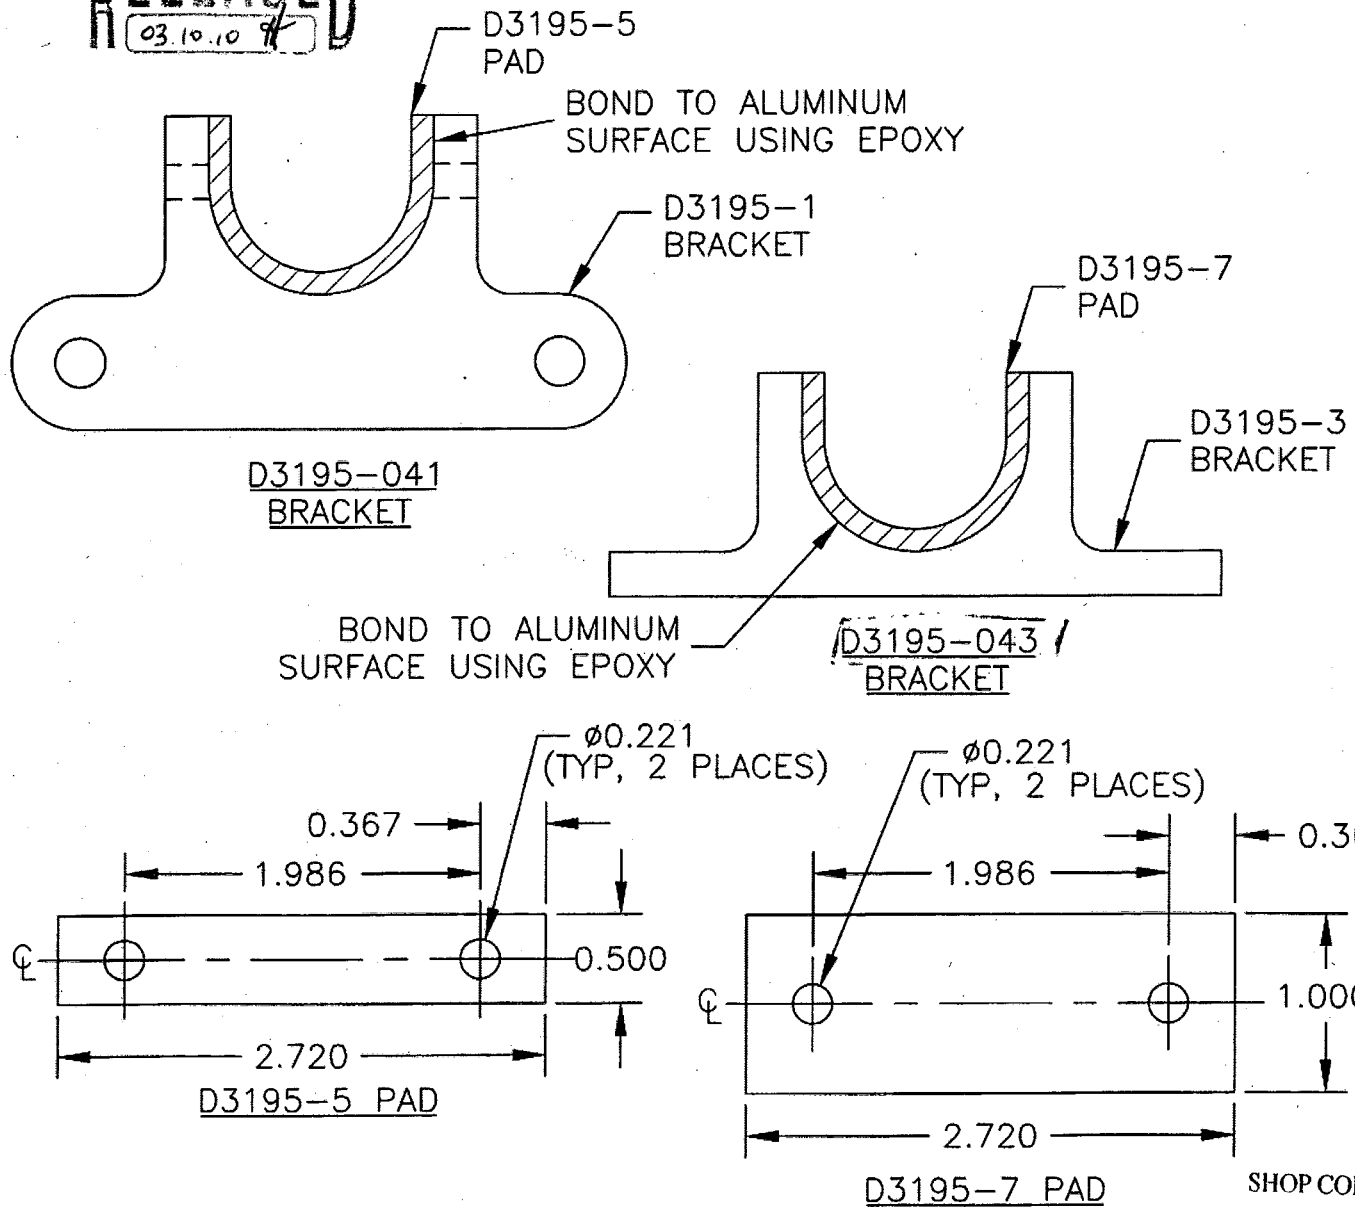 03.10.10
D3195-5
PAD
BOND TO ALUMINUM
SURFACE USING EPOXY
D3195-1
BRACKET
D3195-7
PAD
D3195-3
BRACKET
D3195-041
BRACKET
BOND TO ALUMINUM
SURFACE USING EPOXY
D3195-043
BRACKET
ø0.221
(TYP, 2 PLACES)
ø0.221
(TYP, 2 PLACES)
0.367
1.986
1.986
0.500
1.000
2.720
D3195-5 PAD
2.720
D3195-7 PAD
SHOP